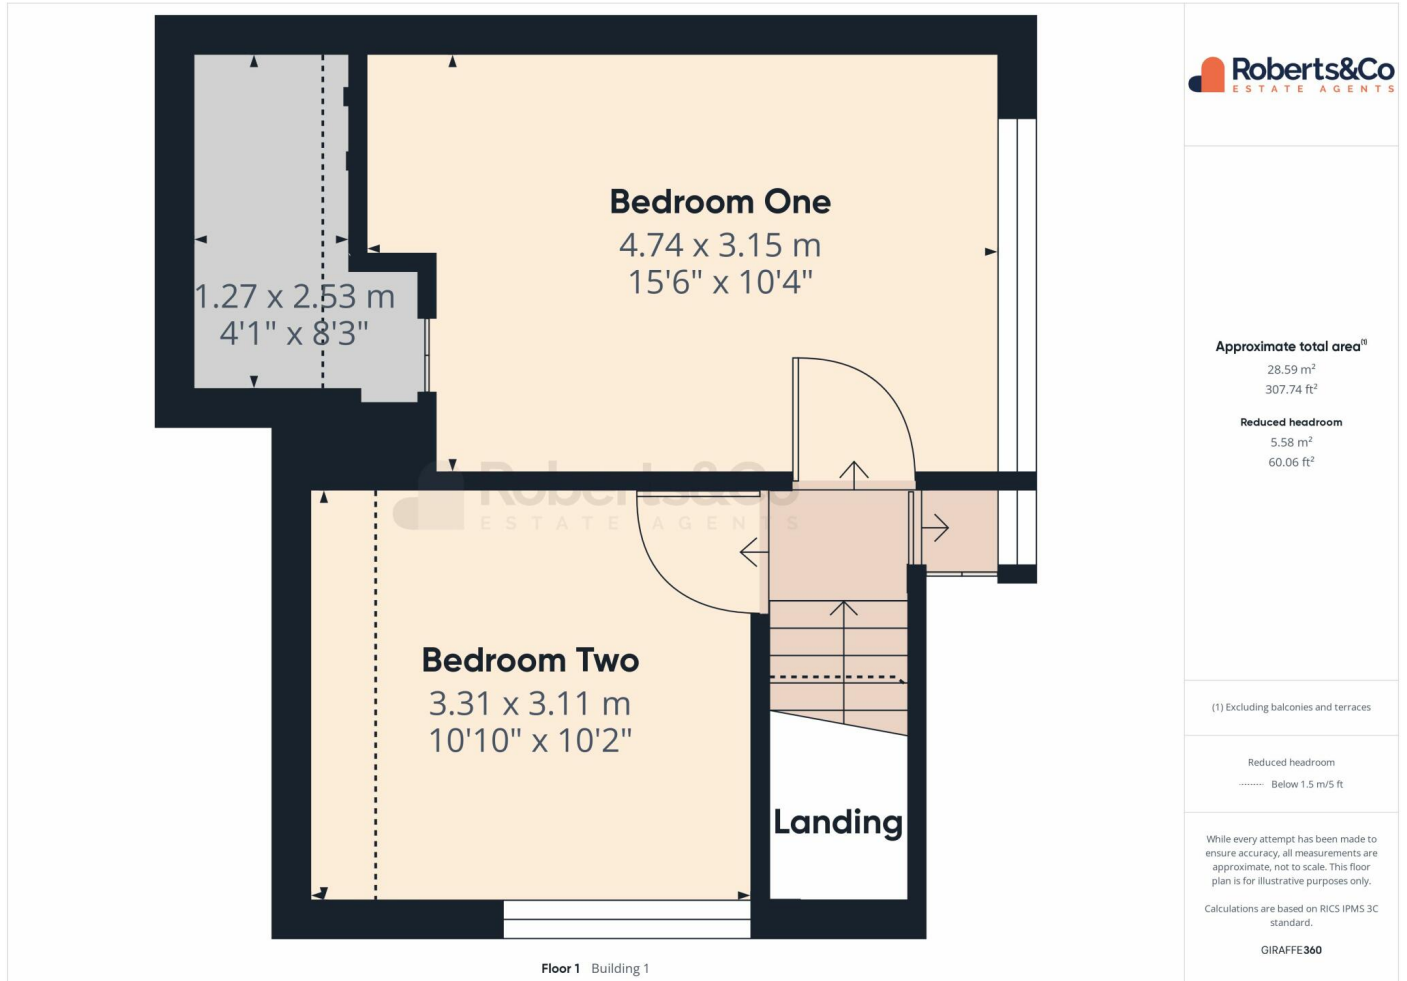 Bedroom One
4.74 x 3.15 m
15'6" x 10'4"
1.27 x 2.53 m
4'1" x 8'3"
Roberts&Co
ESTATE AGENTS
Bedroom Two
3.31 x 3.11 m
10'10" x 10'2"
Landing
Floor 1 Building 1
Roberts&Co
ESTATE AGENTS
Approximate total area(1)
28.59 m²
307.74 ft²
Reduced headroom
5.58 m²
60.06 ft²
(1) Excluding balconies and terraces
Reduced headroom
Below 1.5 m/5 ft
While every attempt has been made to
ensure accuracy, all measurements are
approximate, not to scale. This floor
plan is for illustrative purposes only.
Calculations are based on RICS IPMS 3C
standard.
GIRAFFE360